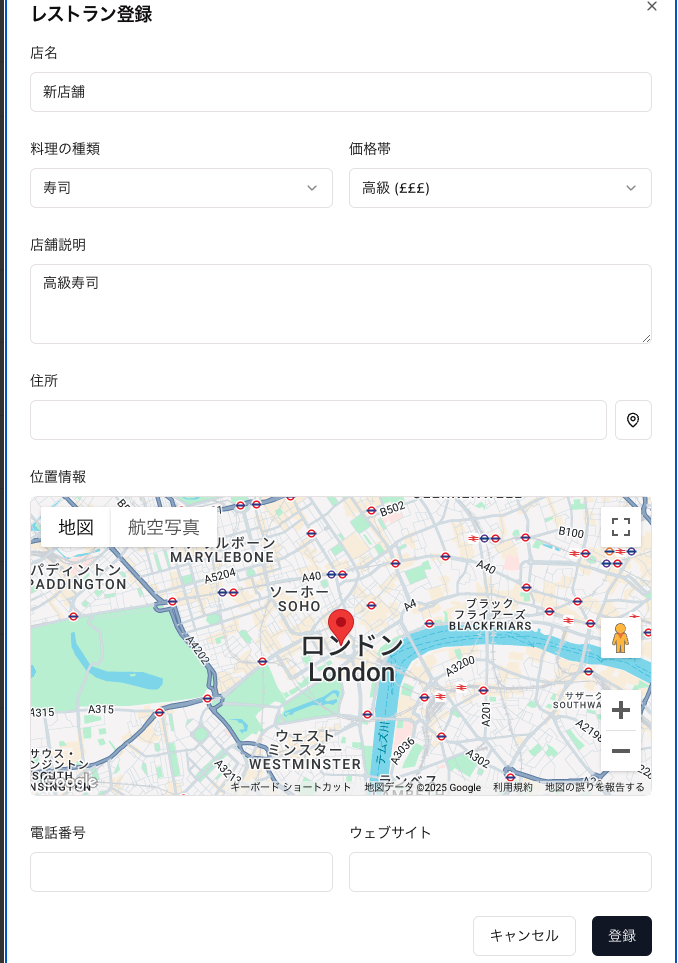 レストラン登録
店名
新店舗
料理の種類
価格帯
寿司
高級 (£££)
店舗説明
高級寿司
住所
位置情報
地図
航空写真
B502
B100
MARYLEBONE
パディントン
PADDINGTON
A5204
A40
A40
ソーホー
SOHO
A4
ブラック
フライアーズ
BLACKFRIARS
A4202
ロンドン
London
A3200
A315
A315
A201
サザーク
SOUTHWA
A2198
ウェスト
ミンスター
WESTMINSTER
テムズ川
A3036
A302
A3213
サウス・
ンジントン
SOUTH
NSINGTON
Google
ランベス
キーボード ショートカット
地図データ ©2025 Google
利用規約
地図の誤りを報告する
電話番号
ウェブサイト
キャンセル
登録